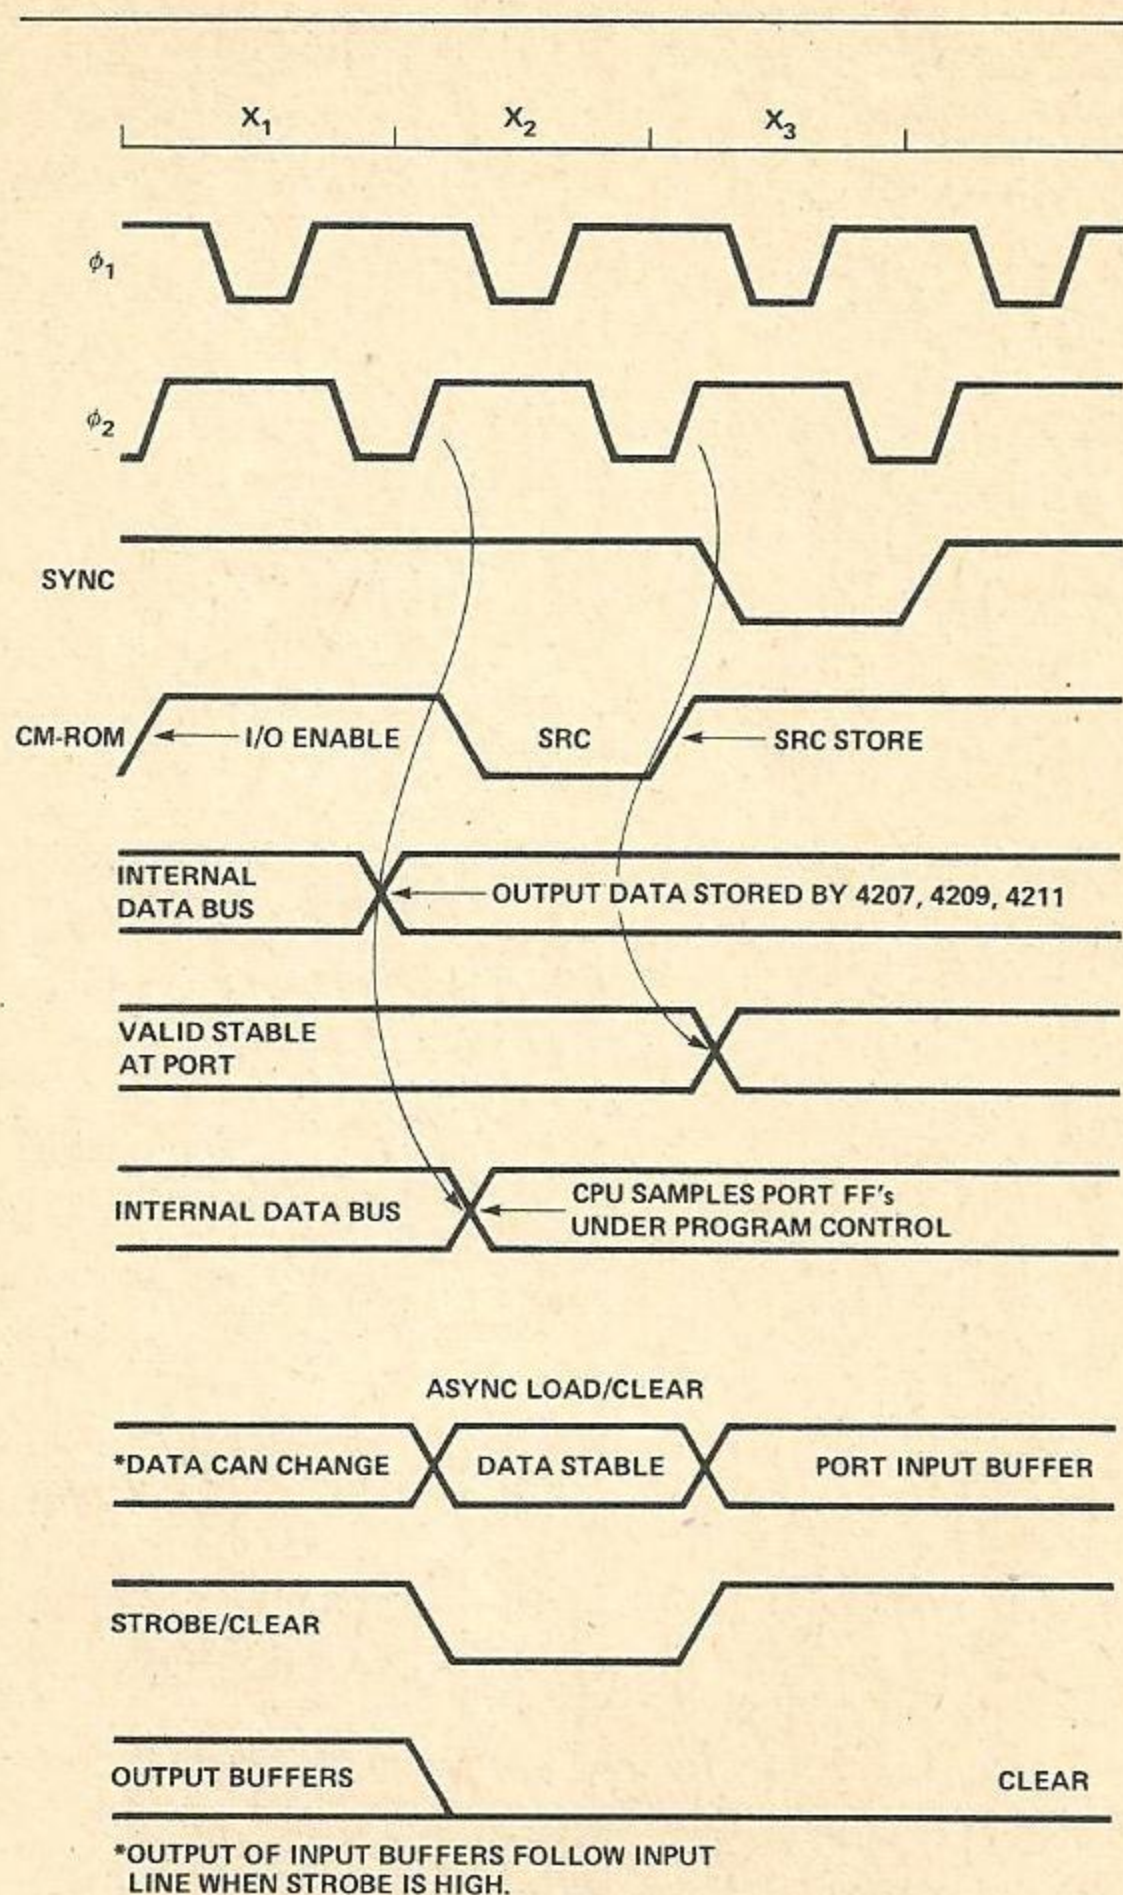 X1 X2 X3
ϕ1
ϕ2
SYNC
CM-ROM I/O ENABLE SRC SRC STORE
INTERNAL
DATA BUS
OUTPUT DATA STORED BY 4207, 4209, 4211
VALID STABLE
AT PORT
INTERNAL DATA BUS
CPU SAMPLES PORT FF's
UNDER PROGRAM CONTROL
ASYNC LOAD/CLEAR
*DATA CAN CHANGE DATA STABLE PORT INPUT BUFFER
STROBE/CLEAR
OUTPUT BUFFERS CLEAR
*OUTPUT OF INPUT BUFFERS FOLLOW INPUT
LINE WHEN STROBE IS HIGH.